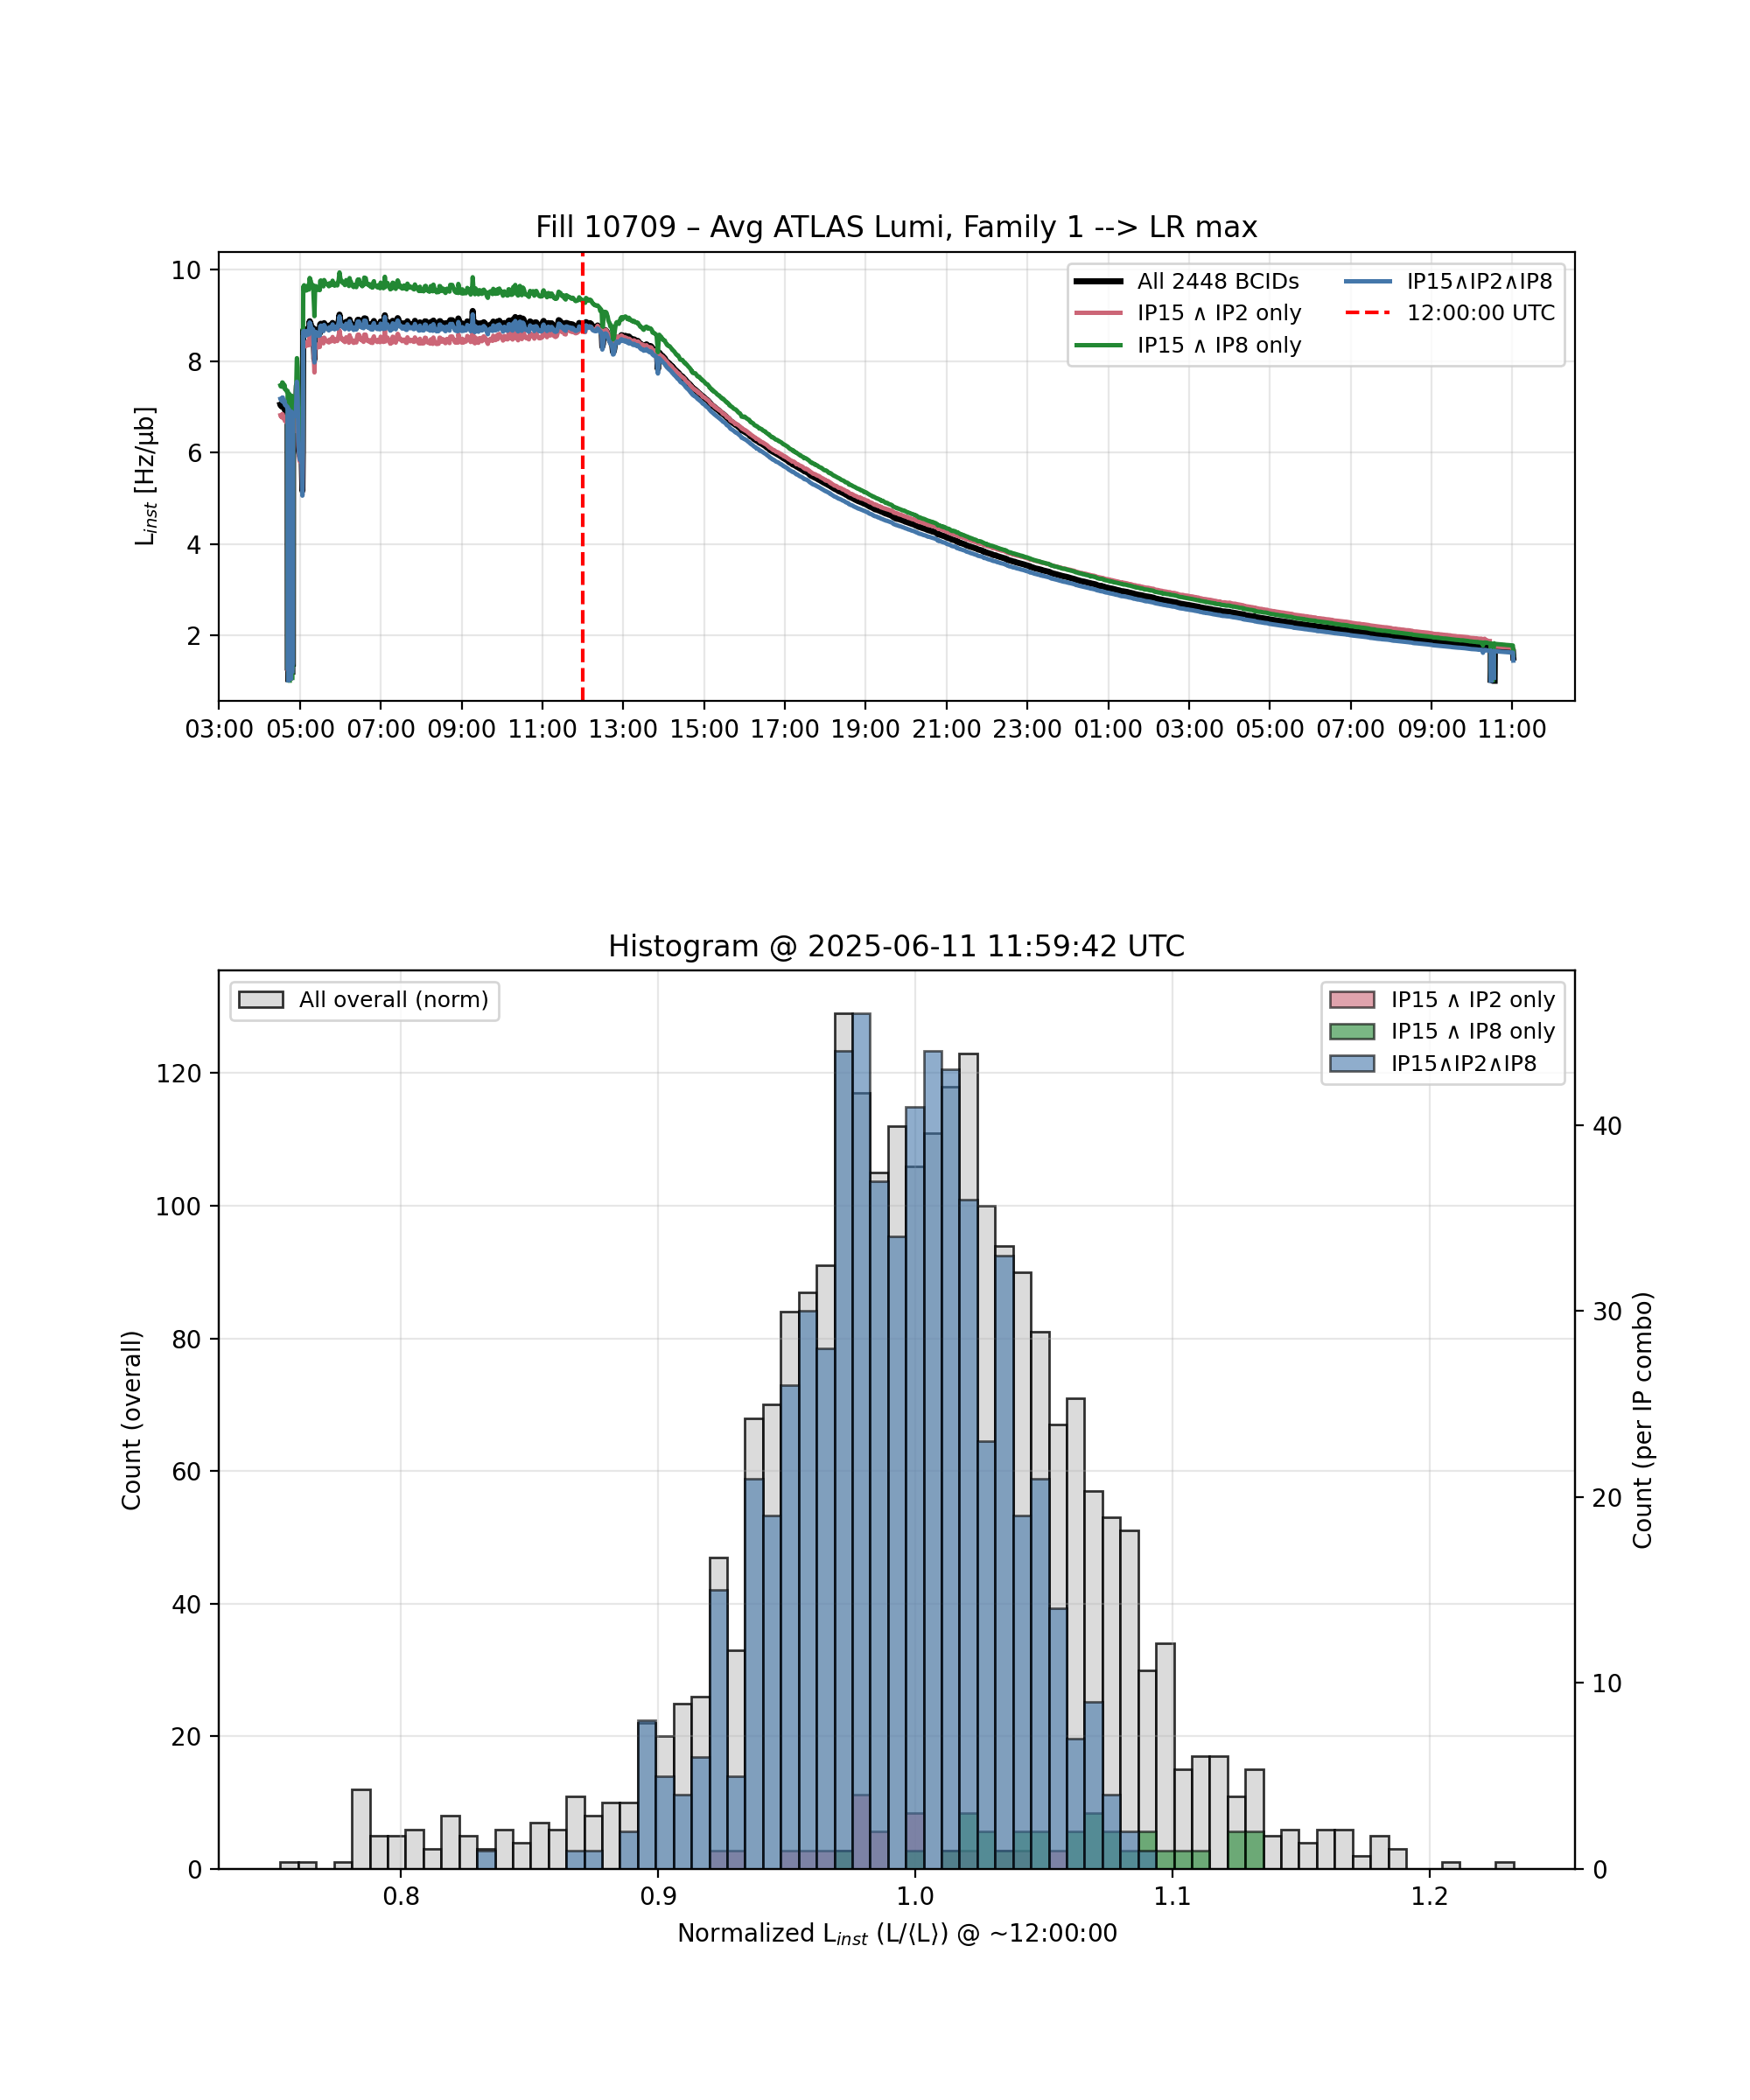 Fill 10709 – Avg ATLAS Lumi, Family 1 --> LR max
All 2448 BCIDs
IP15 ∧ IP2 only
IP15 ∧ IP8 only
IP15∧IP2∧IP8
12:00:00 UTC
L_inst [Hz/μb]
10
8
6
4
2
03:00 05:00 07:00 09:00 11:00 13:00 15:00 17:00 19:00 21:00 23:00 01:00 03:00 05:00 07:00 09:00 11:00
Histogram @ 2025-06-11 11:59:42 UTC
All overall (norm)
IP15 ∧ IP2 only
IP15 ∧ IP8 only
IP15∧IP2∧IP8
Count (overall)
120
100
80
60
40
20
0
Count (per IP combo)
40
30
20
10
0
0.8 0.9 1.0 1.1 1.2
Normalized L_inst (L/⟨L⟩) @ ~12:00:00